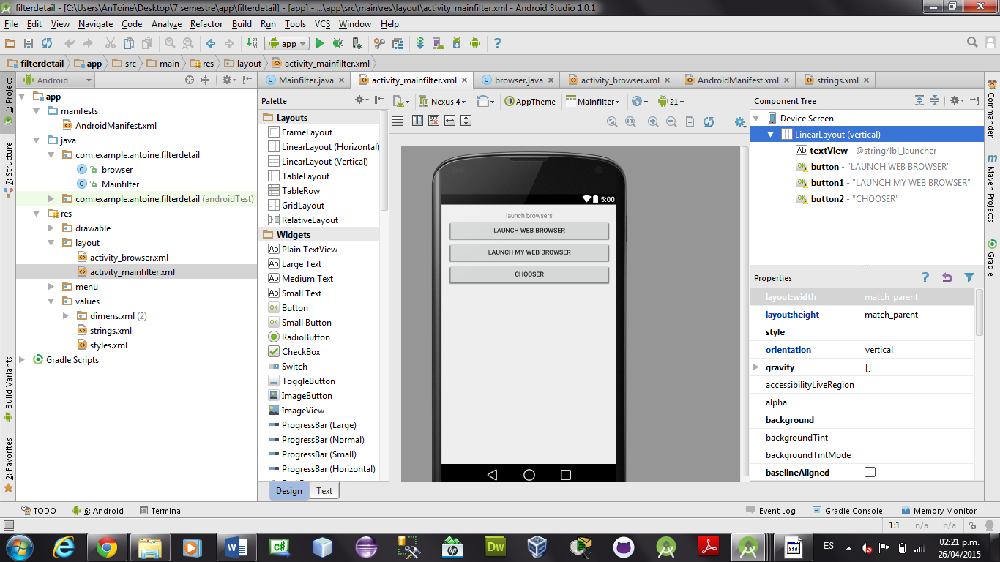 filterdetail - [C:\Users\AnToine\Desktop\7 semestre\app\filterdetail] - [app] - ...\app\src\main\res\layout\activity_mainfilter.xml - Android Studio 1.0.1
File Edit View Navigate Code Analyze Refactor Build Run Tools VCS Window Help
app
filterdetail app src main res layout activity_mainfilter.xml
1: Project
7: Structure
Build Variants
2: Favorites
Android
app
manifests
AndroidManifest.xml
java
com.example.antoine.filterdetail
browser
Mainfilter
com.example.antoine.filterdetail (androidTest)
res
drawable
layout
activity_browser.xml
activity_mainfilter.xml
menu
values
dimens.xml (2)
strings.xml
styles.xml
Gradle Scripts
Mainfilter.java activity_mainfilter.xml browser.java activity_browser.xml AndroidManifest.xml strings.xml
Palette
Layouts
FrameLayout
LinearLayout (Horizontal)
LinearLayout (Vertical)
TableLayout
TableRow
GridLayout
RelativeLayout
Widgets
Plain TextView
Large Text
Medium Text
Small Text
Button
Small Button
RadioButton
CheckBox
Switch
ToggleButton
ImageButton
ImageView
ProgressBar (Large)
ProgressBar (Normal)
ProgressBar (Small)
ProgressBar (Horizontal)
Design Text
Nexus 4 AppTheme Mainfilter 21
5:00
launch browsers
LAUNCH WEB BROWSER
LAUNCH MY WEB BROWSER
CHOOSER
Component Tree
Device Screen
LinearLayout (vertical)
textView - @string/lbl_launcher
button - "LAUNCH WEB BROWSER"
button1 - "LAUNCH MY WEB BROWSER"
button2 - "CHOOSER"
Properties
layout:width match_parent
layout:height match_parent
style
orientation vertical
gravity []
accessibilityLiveRegion
alpha
background
backgroundTint
backgroundTintMode
baselineAligned
Commander
Maven Projects
Gradle
TODO 6: Android Terminal Event Log Gradle Console Memory Monitor
1:1 n/a n/a
ES 02:21 p.m.
26/04/2015